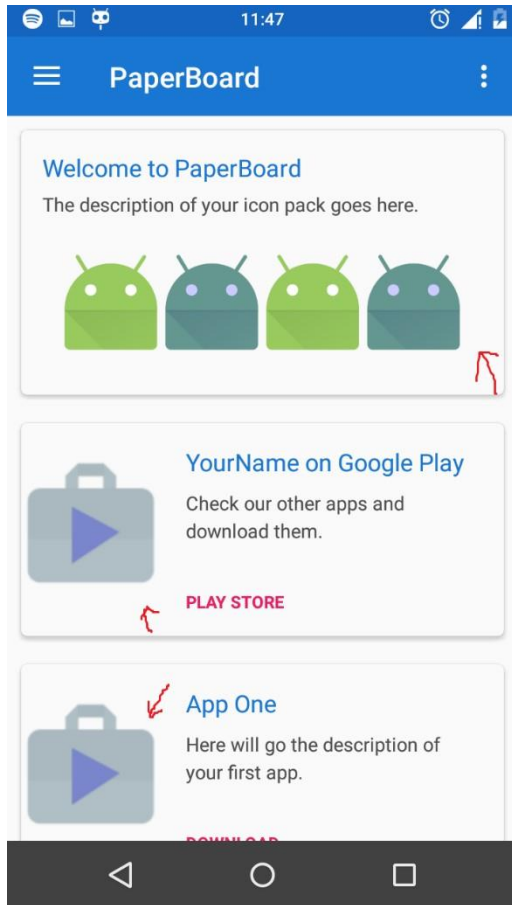 11:47
PaperBoard
Welcome to PaperBoard
The description of your icon pack goes here.
YourName on Google Play
Check our other apps and
download them.
PLAY STORE
App One
Here will go the description of
your first app.
DOWNLOAD